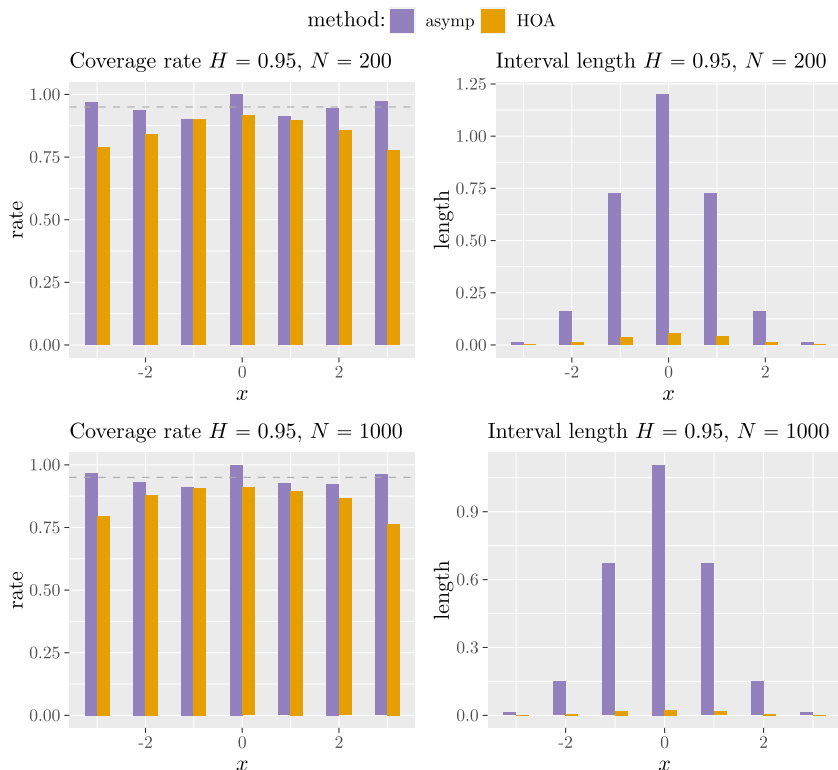 method: asymp HOA
Coverage rate H = 0.95, N = 200
1.00
0.75
0.50
0.25
0.00
rate
-2 0 2
x
Interval length H = 0.95, N = 200
1.25
1.00
0.75
0.50
0.25
0.00
length
-2 0 2
x
Coverage rate H = 0.95, N = 1000
1.00
0.75
0.50
0.25
0.00
rate
-2 0 2
x
Interval length H = 0.95, N = 1000
0.9
0.6
0.3
0.0
length
-2 0 2
x